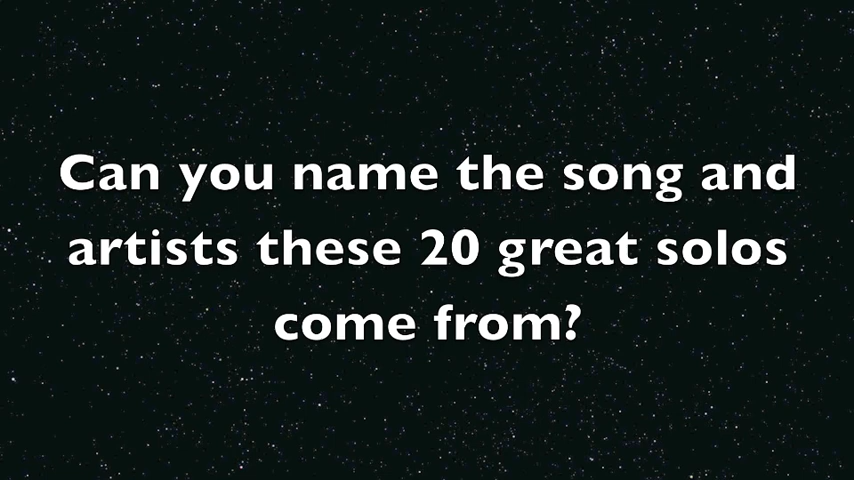 Can you name the song and
artists these 20 great solos
come from?